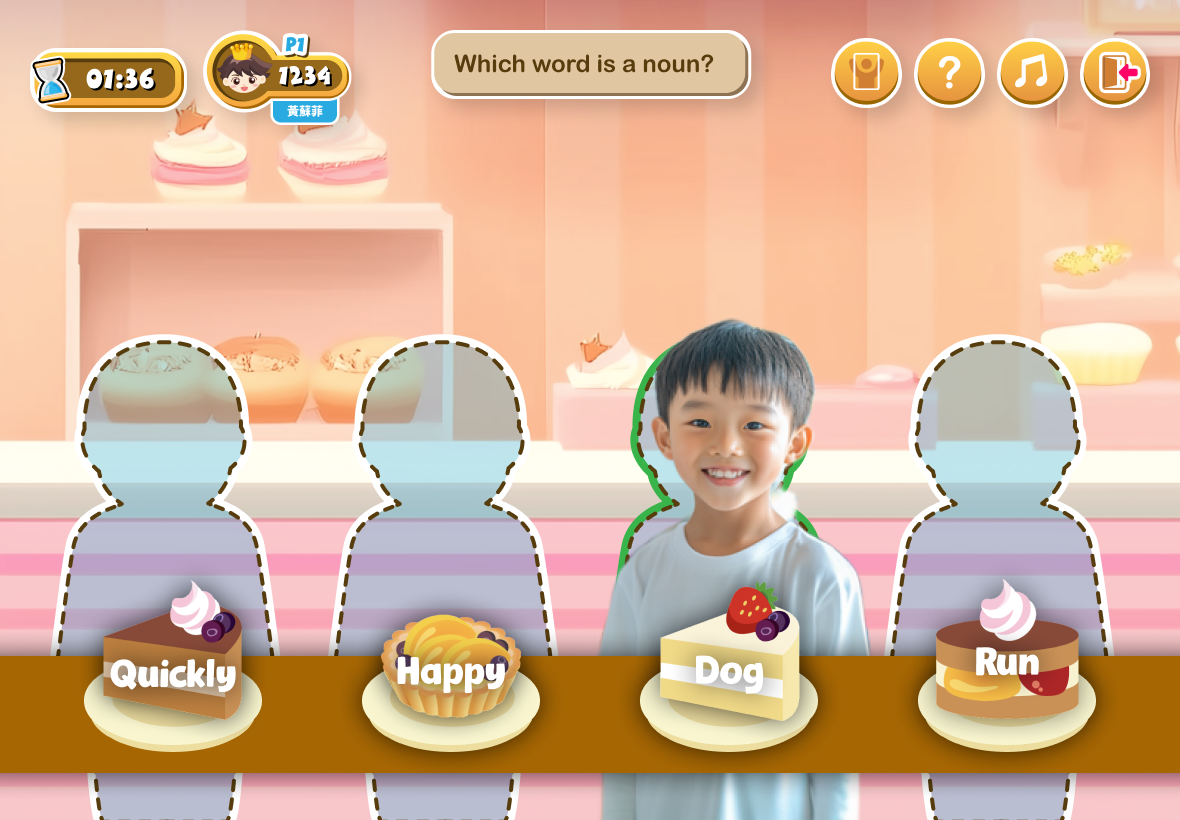 01:36
P1
1234
黃蘇菲
Which word is a noun?
?
Quickly
Happy
Dog
Run